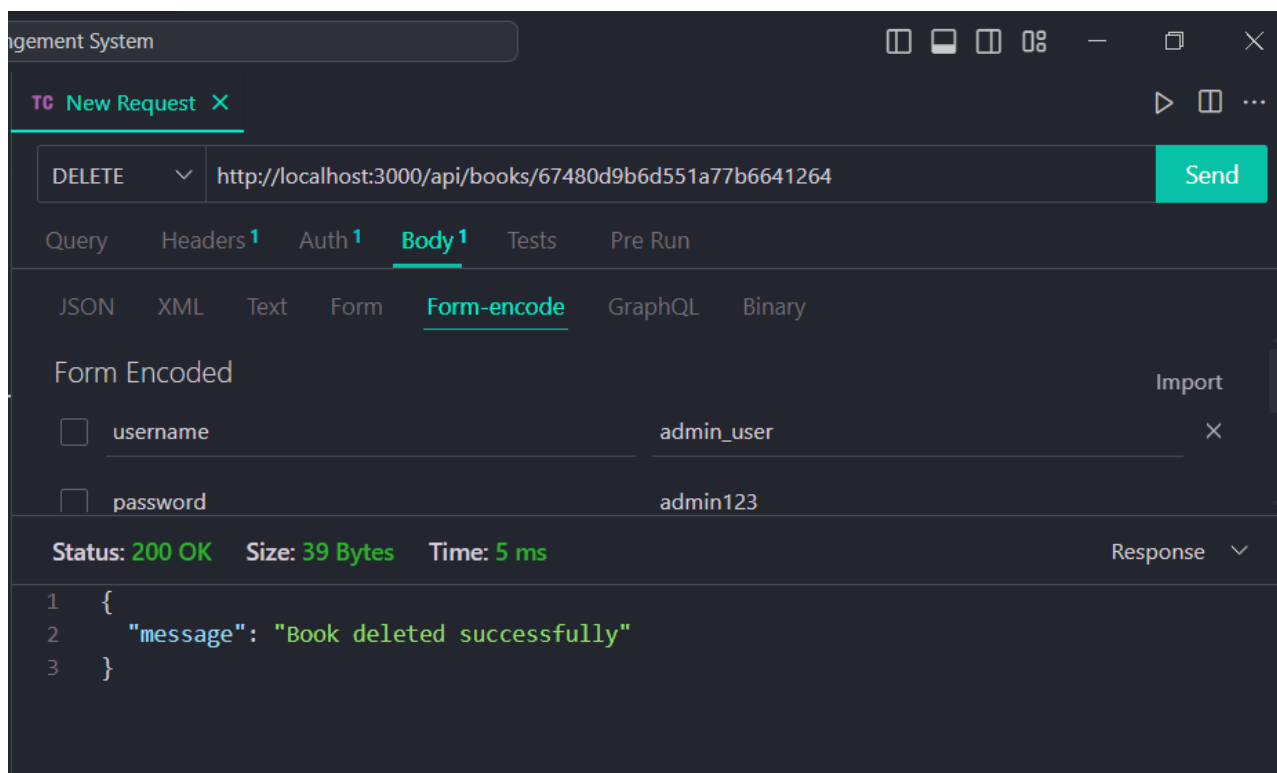 ngement System
TC New Request
DELETE http://localhost:3000/api/books/67480d9b6d551a77b6641264 Send
Query Headers 1 Auth 1 Body 1 Tests Pre Run
JSON XML Text Form Form-encode GraphQL Binary
Form Encoded
Import
username admin_user
password admin123
Status: 200 OK Size: 39 Bytes Time: 5 ms Response
1 {
2 "message": "Book deleted successfully"
3 }